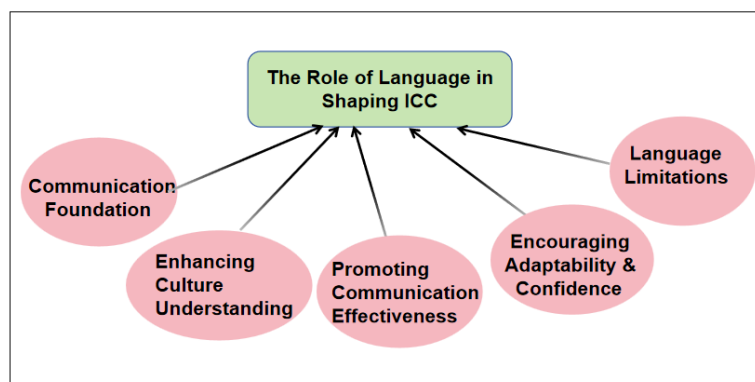 The Role of Language in
Shaping ICC
Communication
Foundation
Enhancing
Culture
Understanding
Promoting
Communication
Effectiveness
Encouraging
Adaptability &
Confidence
Language
Limitations